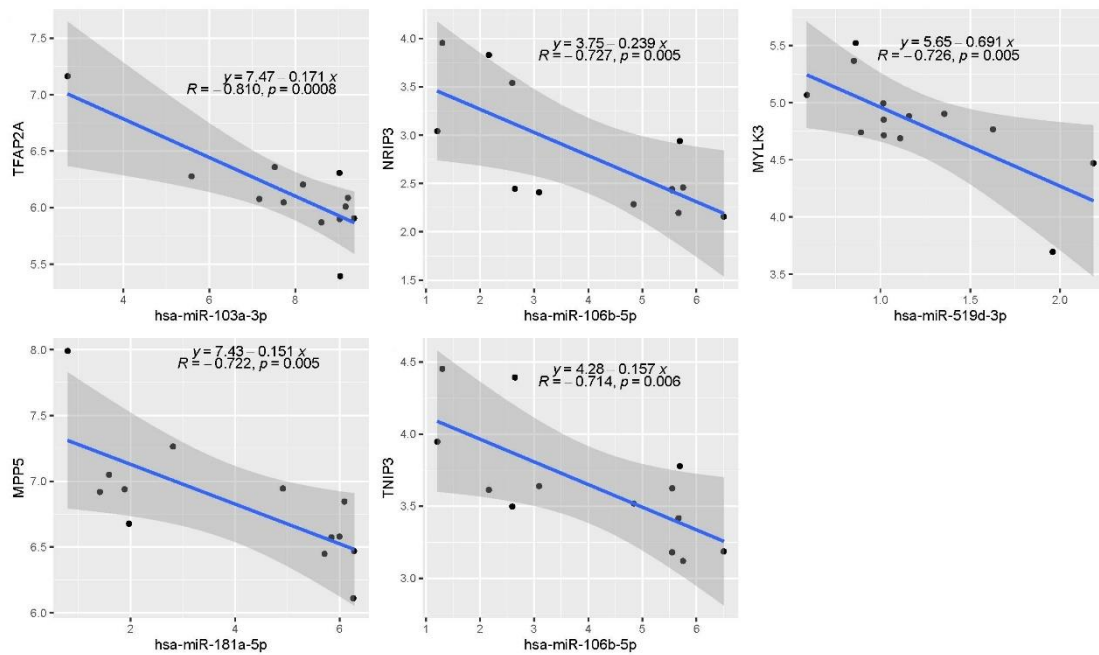 y = 7.47 − 0.171 x
R = −0.810, p = 0.0008
7.5
7.0
6.5
6.0
5.5
TFAP2A
4
6
8
hsa-miR-103a-3p
y = 3.75 − 0.239 x
R = −0.727, p = 0.005
4.0
3.5
3.0
2.5
2.0
1.5
NRIP3
1
2
3
4
5
6
hsa-miR-106b-5p
y = 5.65 − 0.691 x
R = −0.726, p = 0.005
5.5
5.0
4.5
4.0
3.5
MYLK3
1.0
1.5
2.0
hsa-miR-519d-3p
y = 7.43 − 0.151 x
R = −0.722, p = 0.005
8.0
7.5
7.0
6.5
6.0
MPP5
2
4
6
hsa-miR-181a-5p
y = 4.28 − 0.157 x
R = −0.714, p = 0.006
4.5
4.0
3.5
3.0
TNIP3
1
2
3
4
5
6
hsa-miR-106b-5p